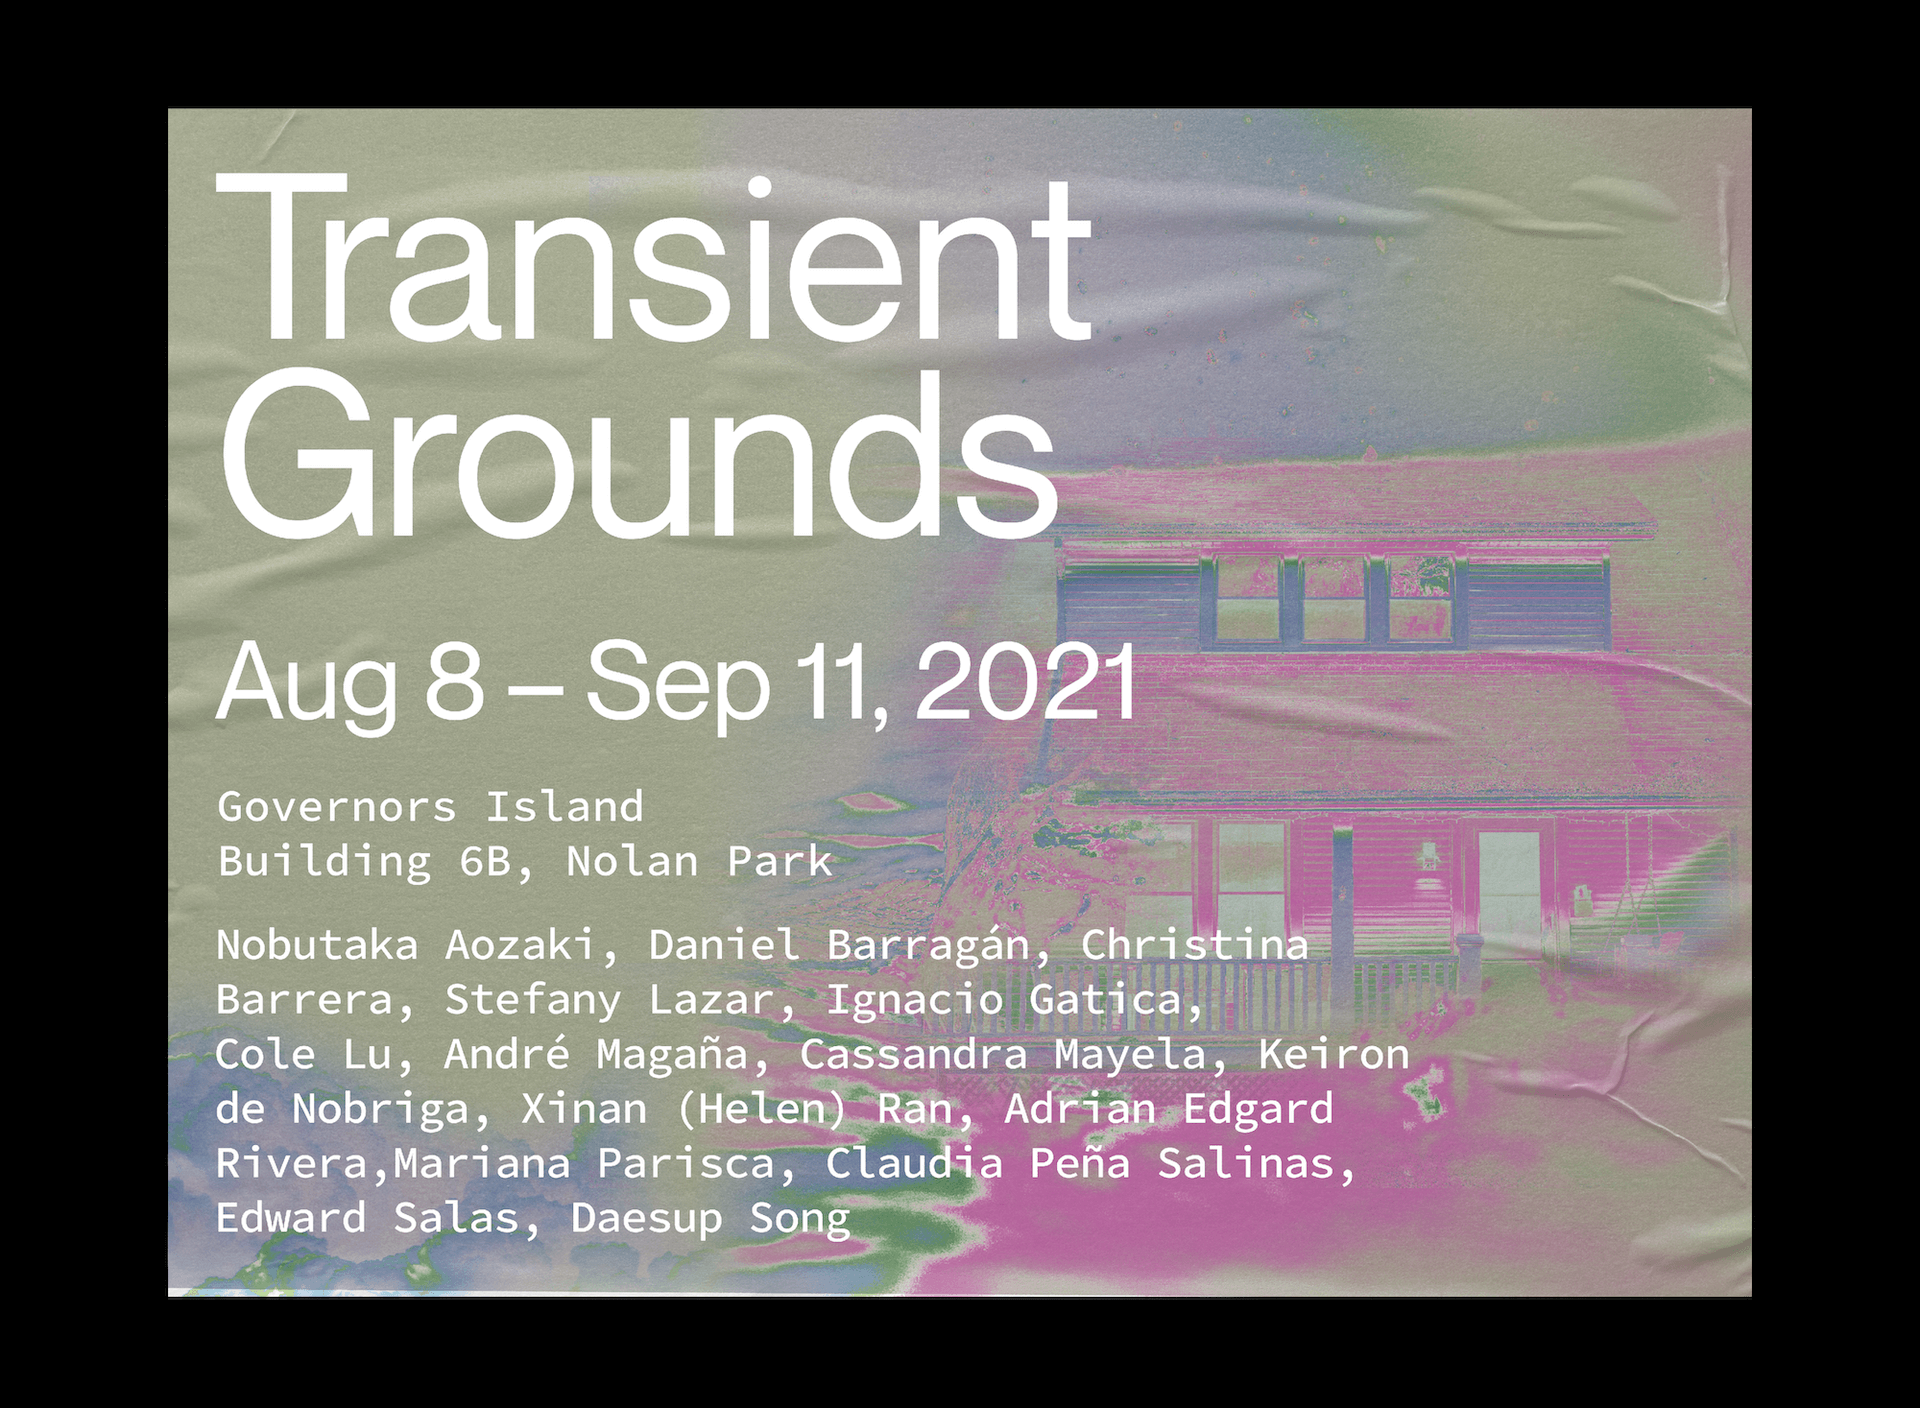 Transient
Grounds
Aug 8 – Sep 11, 2021
Governors Island
Building 6B, Nolan Park
Nobutaka Aozaki, Daniel Barragán, Christina
Barrera, Stefany Lazar, Ignacio Gatica,
Cole Lu, André Magaña, Cassandra Mayela, Keiron
de Nobriga, Xinan (Helen) Ran, Adrian Edgard
Rivera,Mariana Parisca, Claudia Peña Salinas,
Edward Salas, Daesup Song